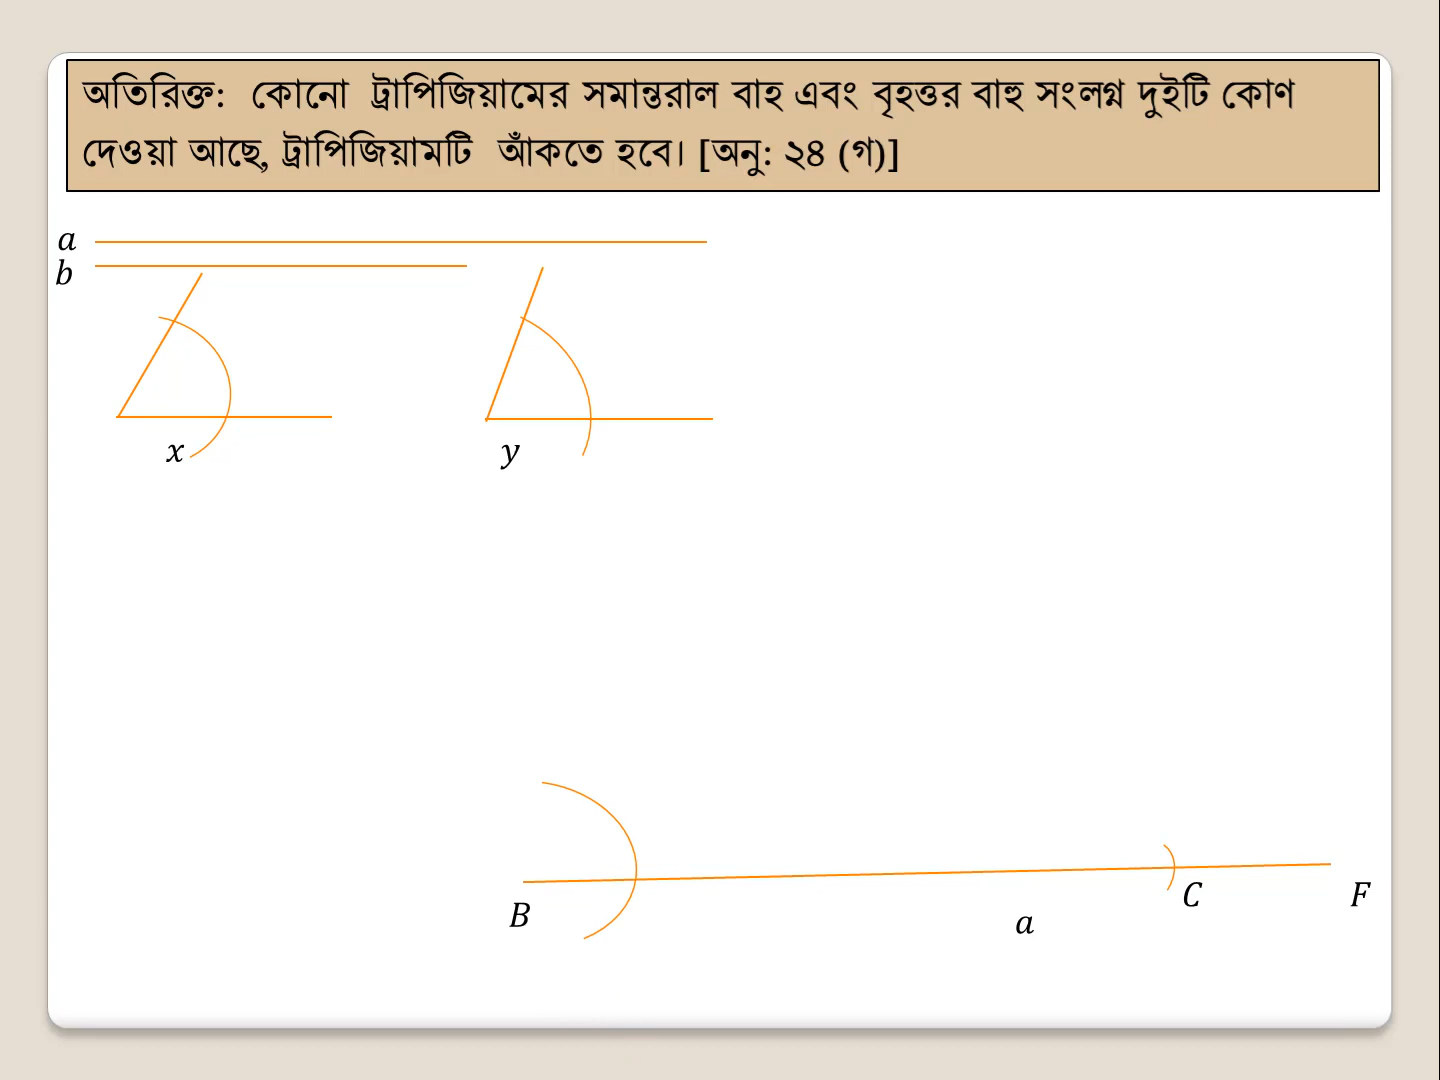 অতিরিক্ত: কোনো ট্রাপিজিয়ামের সমান্তরাল বাহ এবং বৃহত্তর বাহু সংলগ্ন দুইটি কোণ
দেওয়া আছে, ট্রাপিজিয়ামটি আঁকতে হবে। [অনু: ২৪ (গ)]
a
b
x y
B a C F